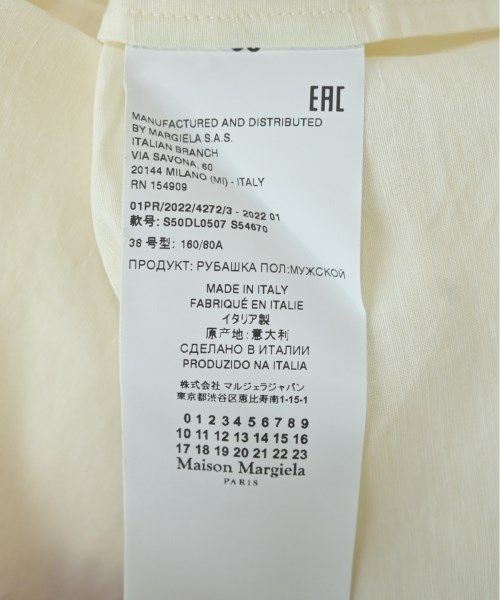 EAC
MANUFACTURED AND DISTRIBUTED
BY MARGIELA S.A.S.
ITALIAN BRANCH
VIA SAVONA, 60
20144 MILANO (MI) - ITALY
RN 154909
01PR/2022/4272/3 - 2022 01
款号: S50DL0507 S54670
38 号型: 160/80A
ПРОДУКТ: РУБАШКА ПОЛ:МУЖСКОЙ
MADE IN ITALY
FABRIQUÉ EN ITALIE
イタリア製
原产地: 意大利
СДЕЛАНО В ИТАЛИИ
PRODUZIDO NA ITALIA
株式会社 マルジェラジャパン
東京都渋谷区恵比寿南1-15-1
0 1 2 3 4 5 6 7 8 9
10 11 12 13 14 15 16
17 18 19 20 21 22 23
Maison Margiela
PARIS